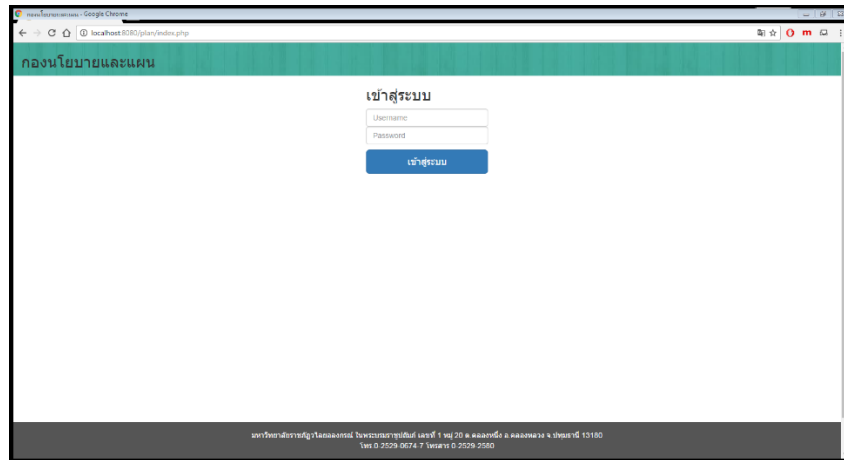 กองนโยบายและแผน - Google Chrome
localhost:8080/plan/index.php
กองนโยบายและแผน
เข้าสู่ระบบ
Username
Password
เข้าสู่ระบบ
มหาวิทยาลัยราชภัฏวไลยอลงกรณ์ ในพระบรมราชูปถัมภ์ เลขที่ 1 หมู่ 20 ต.คลองหนึ่ง อ.คลองหลวง จ.ปทุมธานี 13180
โทร.0-2529-0674-7 โทรสาร 0-2529-2580